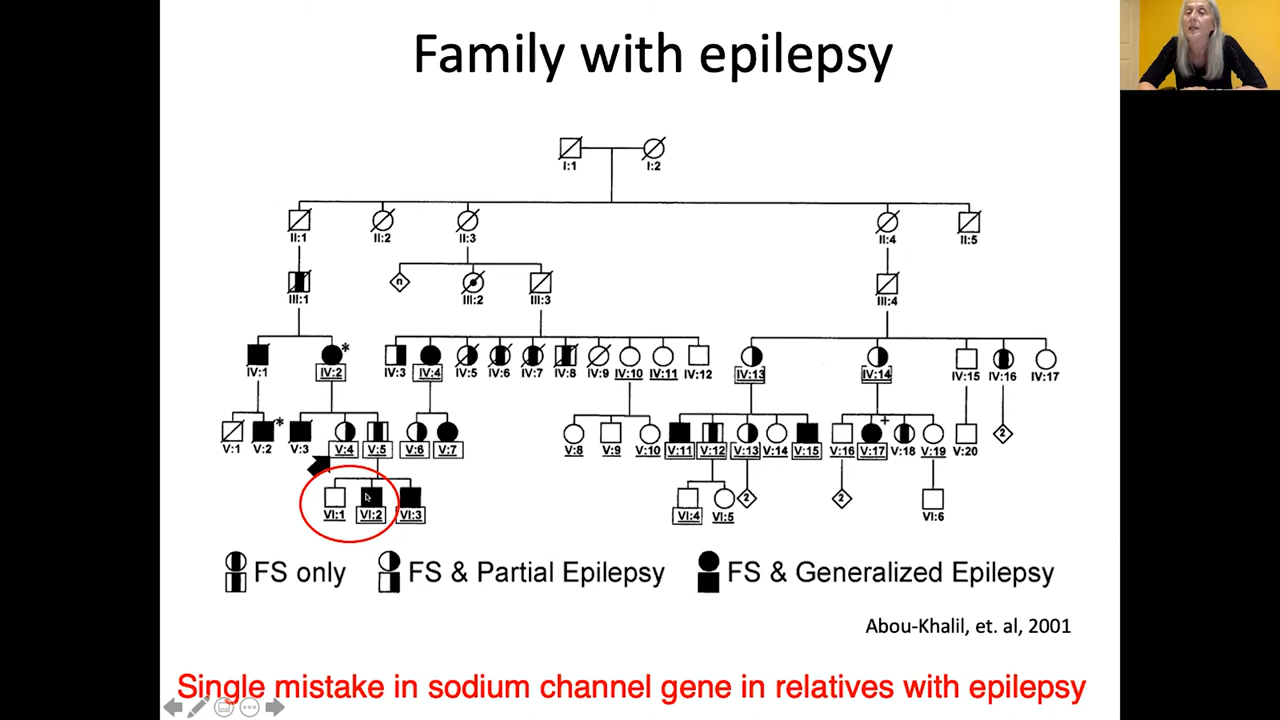 Family with epilepsy
I:1 I:2
II:1 II:2 II:3 II:4 II:5
III:1 n III:2 III:3 III:4
* 
IV:1 IV:2 IV:3 IV:4 IV:5 IV:6 IV:7 IV:8 IV:9 IV:10 IV:11 IV:12 IV:13 IV:14 IV:15 IV:16 IV:17
* +
V:1 V:2 V:3 V:4 V:5 V:6 V:7 V:8 V:9 V:10 V:11 V:12 V:13 V:14 V:15 V:16 V:17 V:18 V:19 V:20 2
VI:1 VI:2 VI:3 VI:4 VI:5 2 2 VI:6
FS only FS & Partial Epilepsy FS & Generalized Epilepsy
Abou-Khalil, et. al, 2001
Single mistake in sodium channel gene in relatives with epilepsy